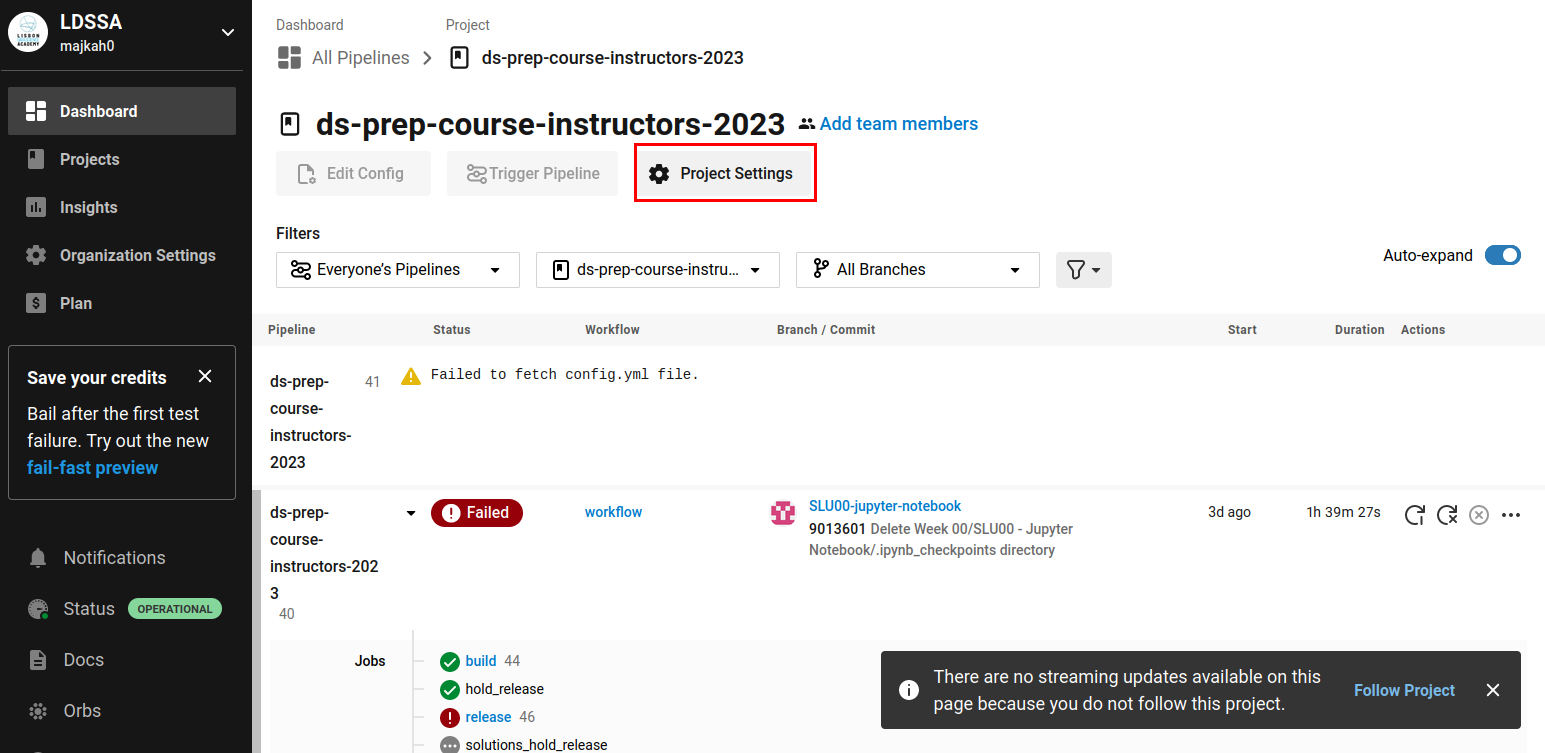 LDSSA
majkah0
LISBON
DATA SCIENCE
ACADEMY
Dashboard
Projects
Insights
Organization Settings
Plan
Save your credits
Bail after the first test
failure. Try out the new
fail-fast preview
Notifications
Status OPERATIONAL
Docs
Orbs
Dashboard Project
All Pipelines ds-prep-course-instructors-2023
ds-prep-course-instructors-2023 Add team members
Edit Config Trigger Pipeline Project Settings
Filters
Everyone’s Pipelines ds-prep-course-instru... All Branches
Auto-expand
Pipeline Status Workflow Branch / Commit Start Duration Actions
ds-prep-
course-
instructors-
2023
41
Failed to fetch config.yml file.
ds-prep-
course-
instructors-202
3
40
Failed
workflow
SLU00-jupyter-notebook
9013601 Delete Week 00/SLU00 - Jupyter
Notebook/.ipynb_checkpoints directory
3d ago
1h 39m 27s
Jobs
build 44
hold_release
release 46
solutions_hold_release
There are no streaming updates available on this
page because you do not follow this project.
Follow Project